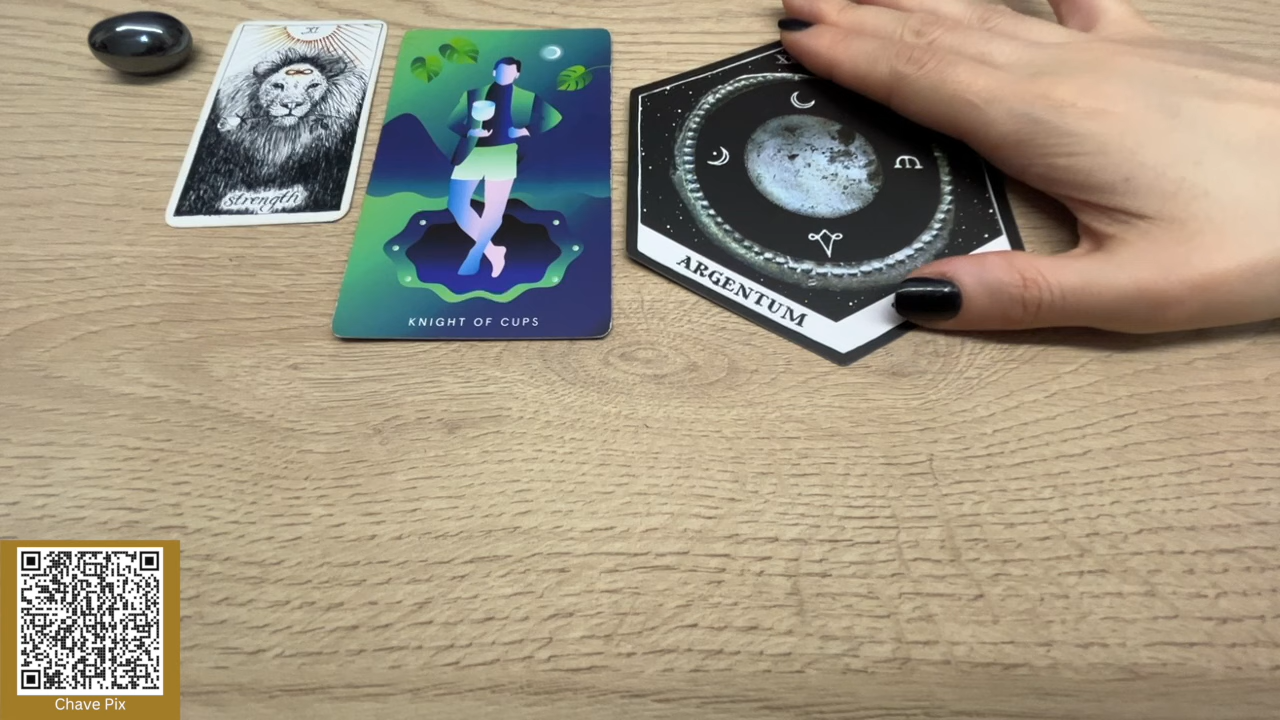 XI
strength
KNIGHT OF CUPS
ARGENTUM
Chave Pix